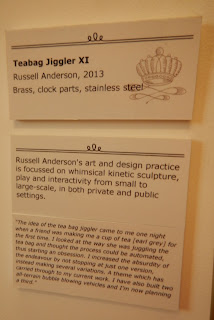 Teabag Jiggler XI
Russell Anderson, 2013
Brass, clock parts, stainless steel
Russell Anderson's art and design practice
is focussed on whimsical kinetic sculpture,
play and interactivity from small to
large-scale, in both private and public
settings.
"The idea of the tea bag jiggler came to me one night
when a friend was making me a cup of tea [earl grey] for
the first time. I looked at the way she was juggling the
tea bag and thought the process could be automated,
thus starting an obsession. I increased the absurdity of
the endeavour by not stopping at just one version,
instead making several variations. A theme which has
carried through to my current work. I have also built two
all-terrain bubble blowing vehicles and I'm now planning
a third."